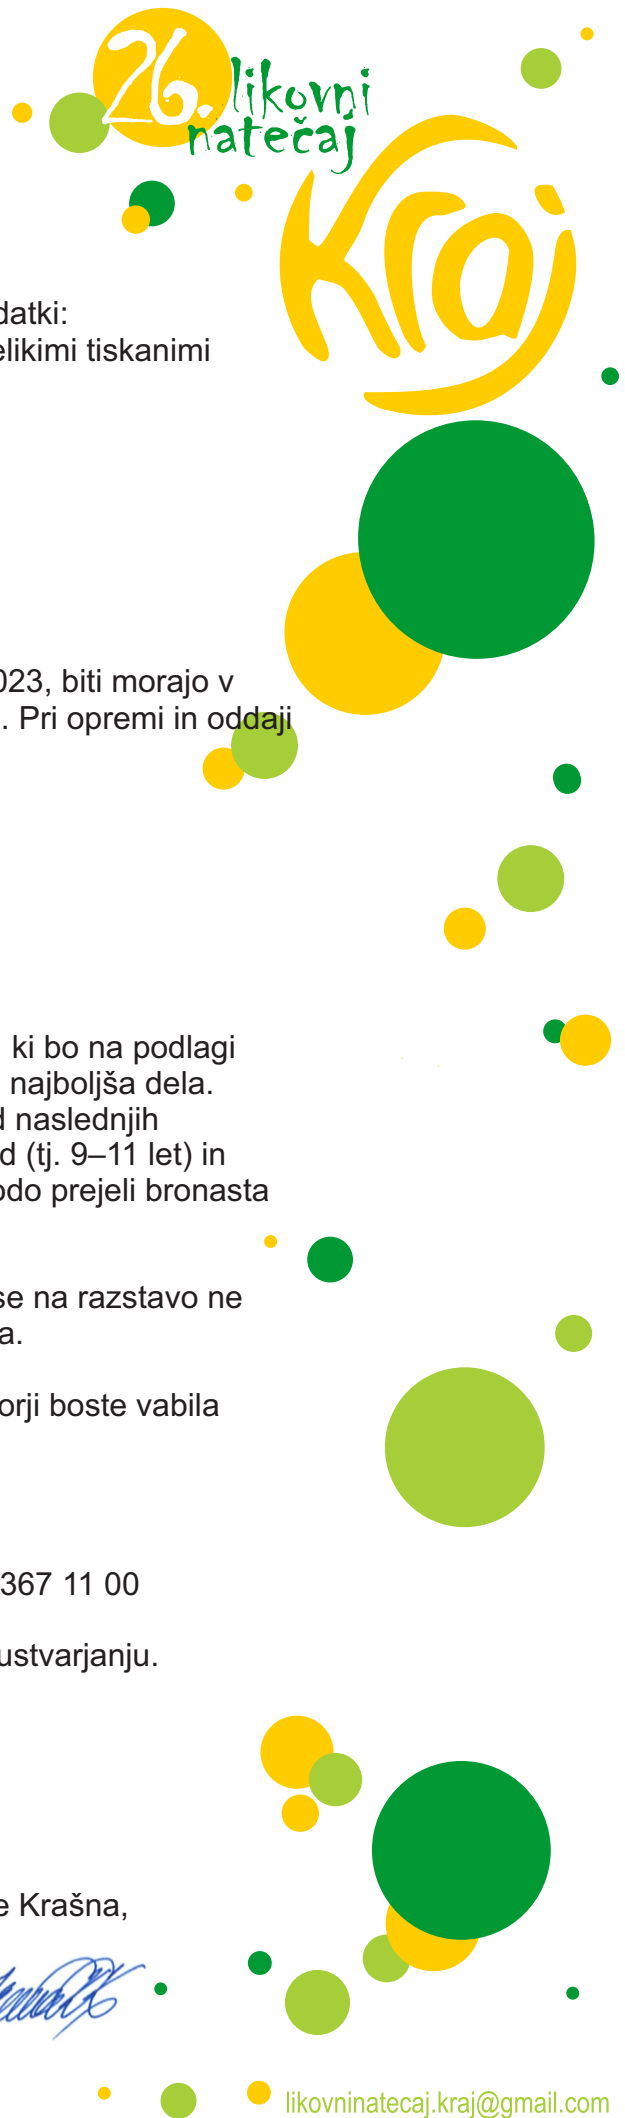 26. likovni
natečaj
Kraj
datki:
elikimi tiskanimi
023, biti morajo v
. Pri opremi in oddaji
ki bo na podlagi
najboljša dela.
d naslednjih
d (tj. 9–11 let) in
odo prejeli bronasta
se na razstavo ne
a.
orji boste vabila
367 11 00
ustvarjanju.
e Krašna,
likovninatecaj.kraj@gmail.com